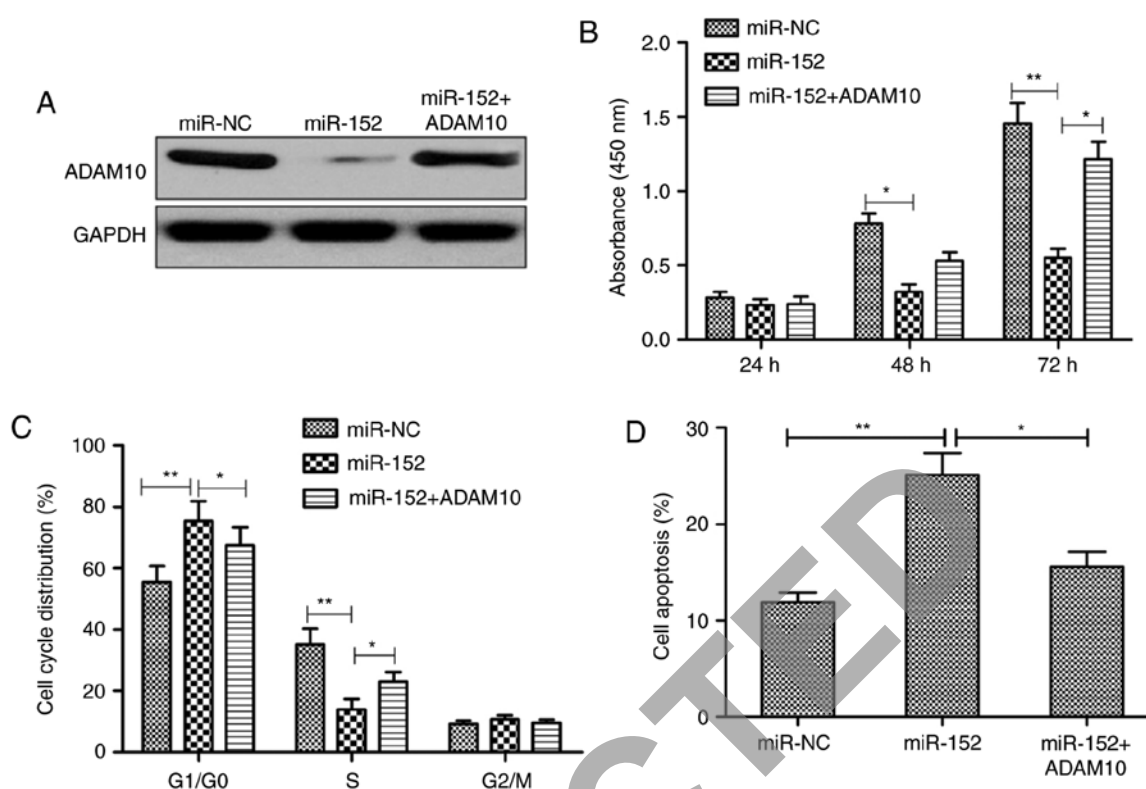 A
miR-NC
miR-152
miR-152+
ADAM10
ADAM10
GAPDH
B
miR-NC
miR-152
miR-152+ADAM10
Absorbance (450 nm)
2.0
1.5
1.0
0.5
0.0
*
**
*
24 h
48 h
72 h
C
miR-NC
miR-152
miR-152+ADAM10
Cell cycle distribution (%)
100
80
60
40
20
0
**
*
**
*
G1/G0
S
G2/M
D
Cell apoptosis (%)
30
20
10
0
**
*
miR-NC
miR-152
miR-152+
ADAM10
CTED